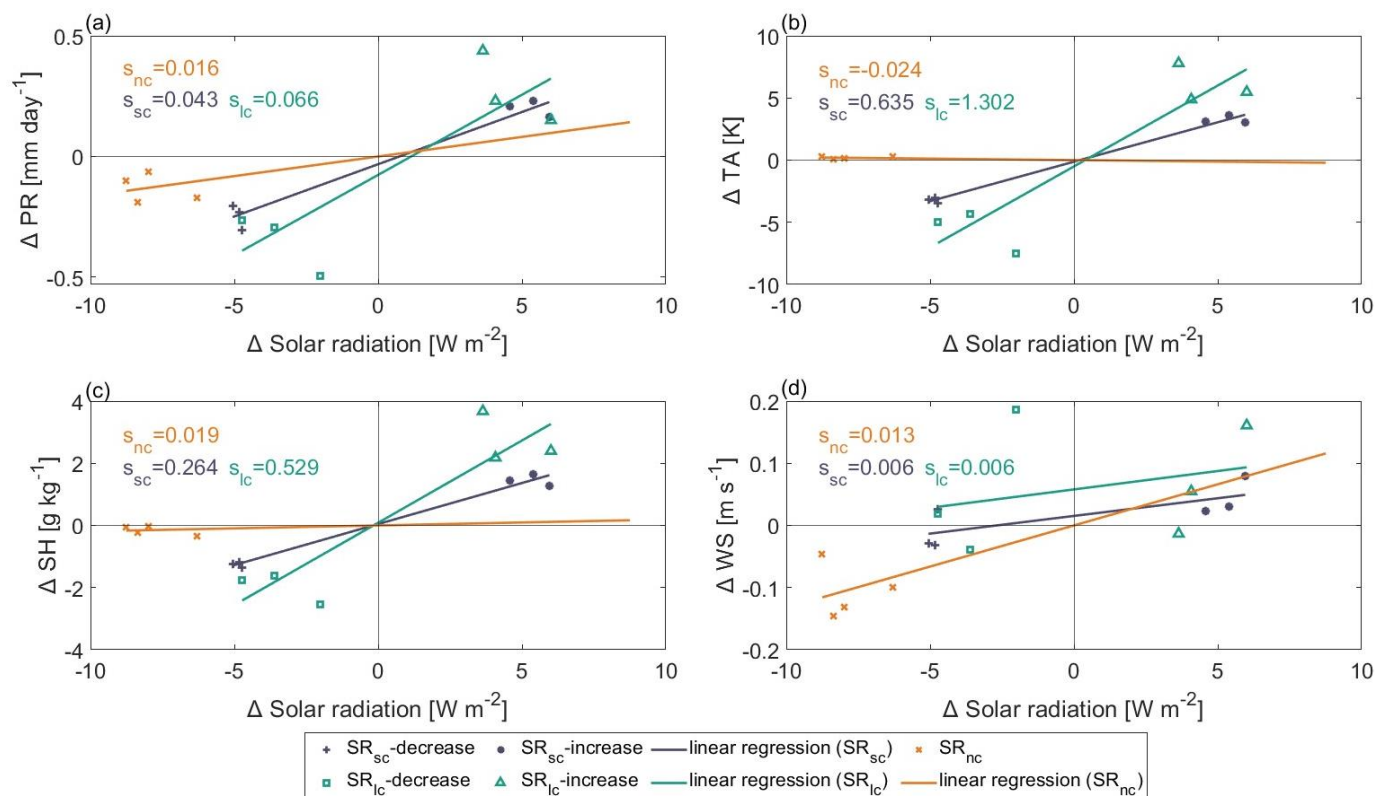 (a)
0.5
0
-0.5
-10 -5 0 5 10
s_nc=0.016
s_sc=0.043 s_lc=0.066
Δ PR [mm day^-1]
Δ Solar radiation [W m^-2]
(b)
10
5
0
-5
-10
-10 -5 0 5 10
s_nc=-0.024
s_sc=0.635 s_lc=1.302
Δ TA [K]
Δ Solar radiation [W m^-2]
(c)
4
2
0
-2
-4
-10 -5 0 5 10
s_nc=0.019
s_sc=0.264 s_lc=0.529
Δ SH [g kg^-1]
Δ Solar radiation [W m^-2]
(d)
0.2
0.1
0
-0.1
-0.2
-10 -5 0 5 10
s_nc=0.013
s_sc=0.006 s_lc=0.006
Δ WS [m s^-1]
Δ Solar radiation [W m^-2]
SR_sc-decrease SR_sc-increase linear regression (SR_sc) SR_nc
SR_lc-decrease SR_lc-increase linear regression (SR_lc) linear regression (SR_nc)